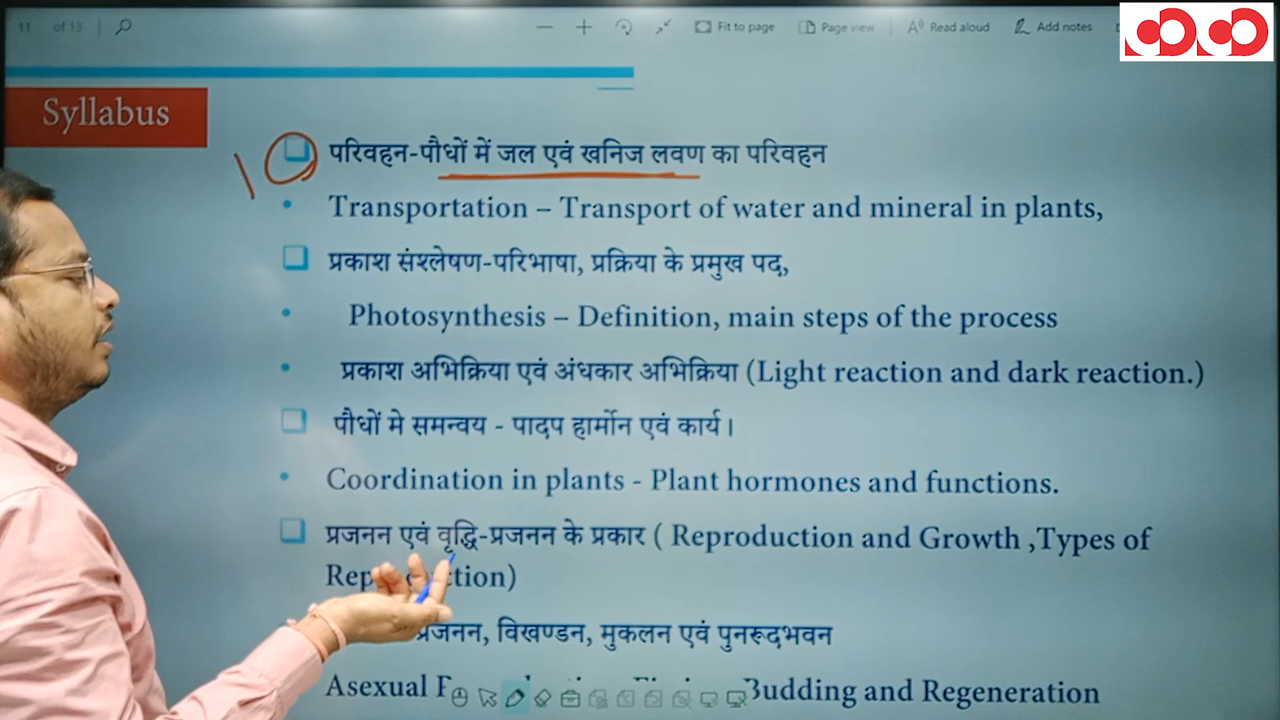 11 of 13 Fit to page Page view Read aloud Add notes
Syllabus
परिवहन-पौधों में जल एवं खनिज लवण का परिवहन
Transportation – Transport of water and mineral in plants,
प्रकाश संश्लेषण-परिभाषा, प्रक्रिया के प्रमुख पद,
Photosynthesis – Definition, main steps of the process
प्रकाश अभिक्रिया एवं अंधकार अभिक्रिया (Light reaction and dark reaction.)
पौधों मे समन्वय - पादप हार्मोन एवं कार्य।
Coordination in plants - Plant hormones and functions.
प्रजनन एवं वृद्धि-प्रजनन के प्रकार ( Reproduction and Growth ,Types of
प्रजनन, विखण्डन, मुकलन एवं पुनरूदभवन
Asexual Budding and Regeneration